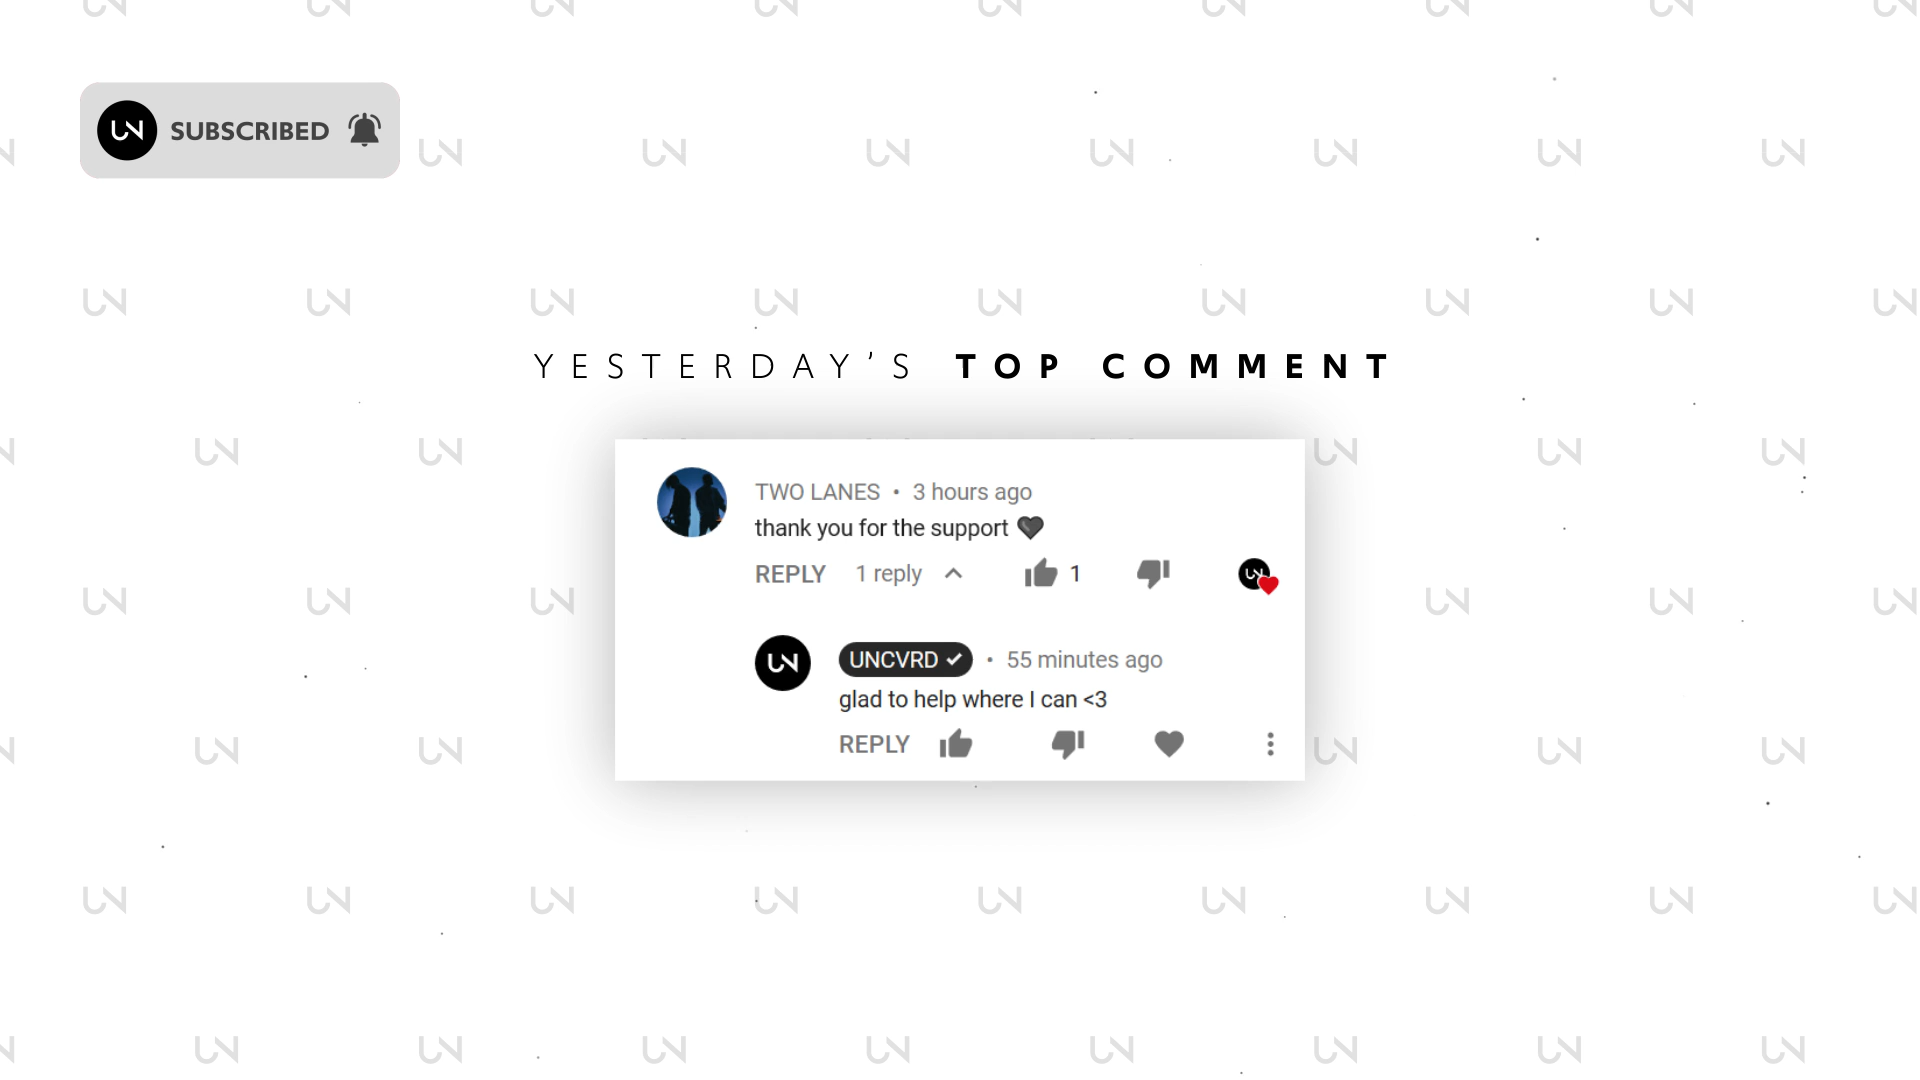 SUBSCRIBED
YESTERDAY'S TOP COMMENT
TWO LANES • 3 hours ago
thank you for the support 🖤
REPLY 1 reply 1
UNCVRD • 55 minutes ago
glad to help where I can <3
REPLY